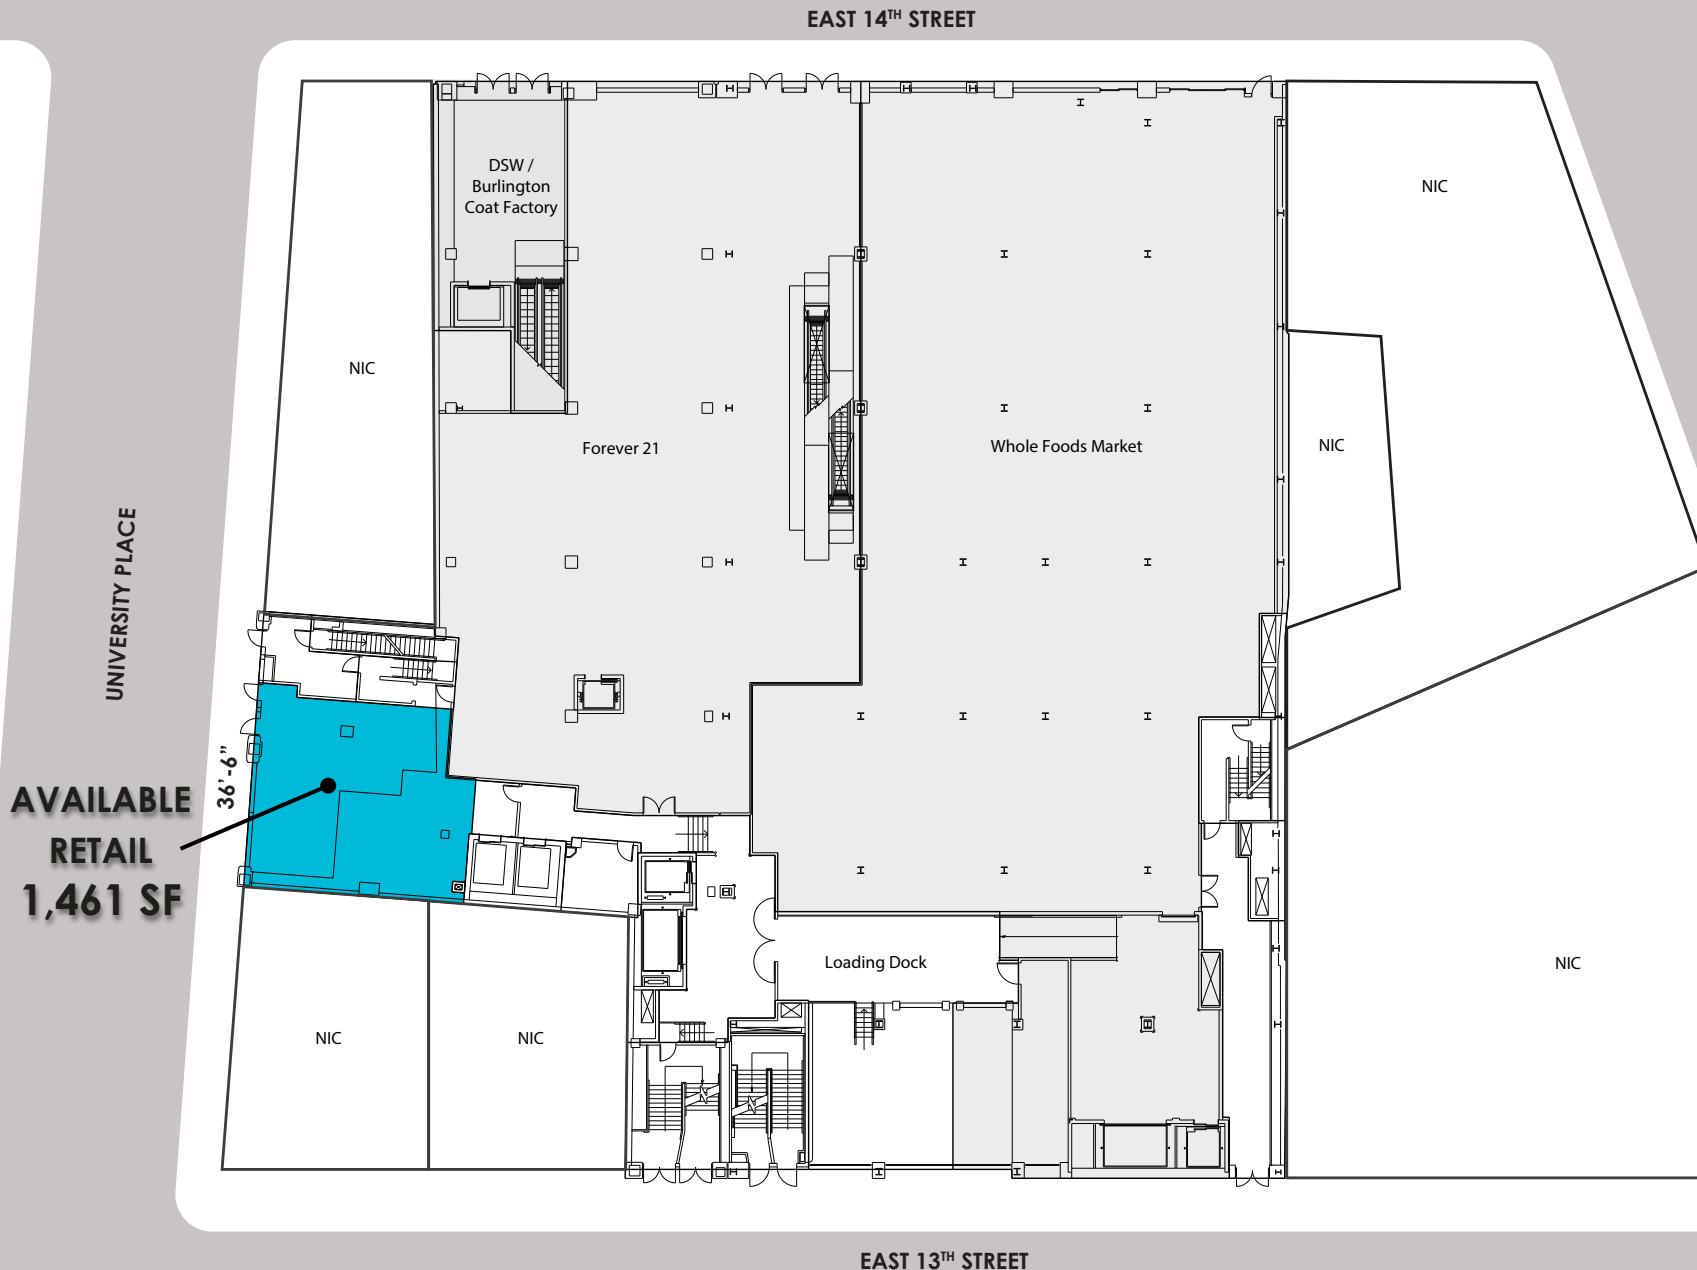 EAST 14TH STREET
DSW /
Burlington
Coat Factory
NIC
NIC
Forever 21
Whole Foods Market
NIC
UNIVERSITY PLACE
36'-6"
AVAILABLE
RETAIL
1,461 SF
Loading Dock
NIC
NIC
NIC
EAST 13TH STREET